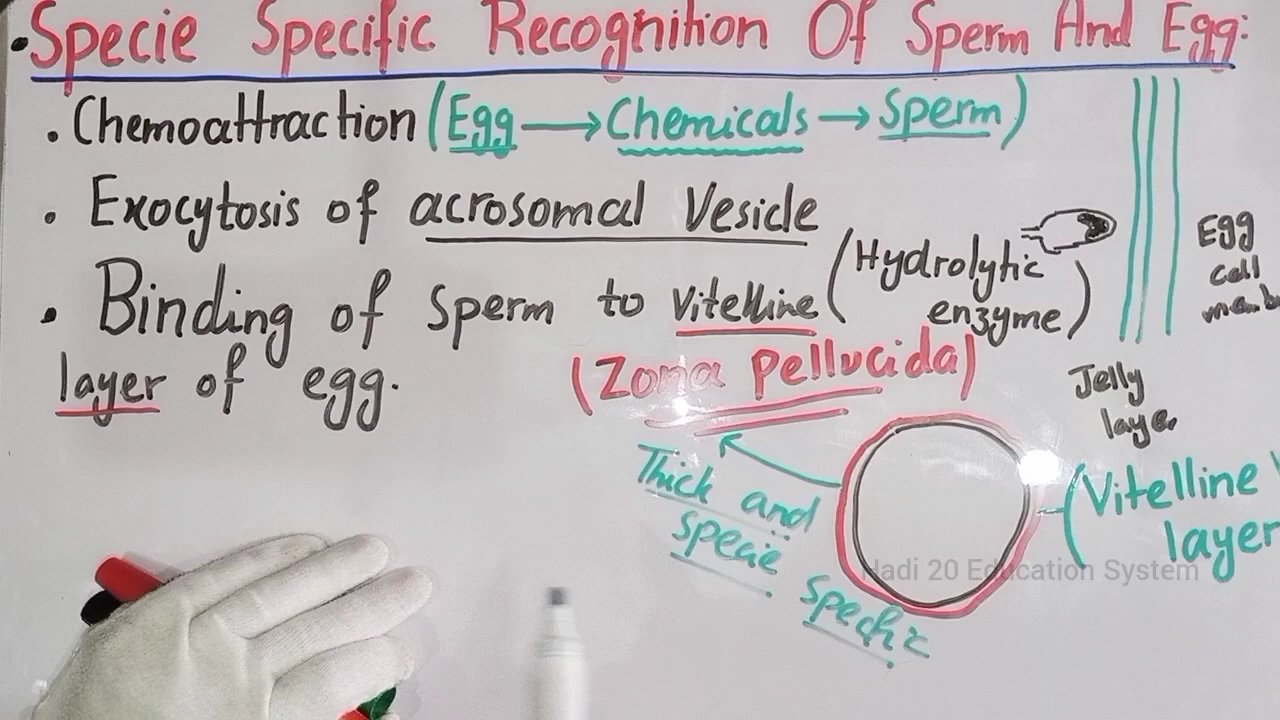 • Specie Specific Recognition Of Sperm And Egg:
• Chemoattraction (Egg → Chemicals → Sperm)
• Exocytosis of acrosomal Vesicle
(Hydrolytic
enzyme)
• Binding of Sperm to Vitelline
layer of egg.
(Zona Pellucida)
Thick and
Specie
Specific
Egg
Cell
Jelly
layer
(Vitelline
layer
Hadi 20 Education System